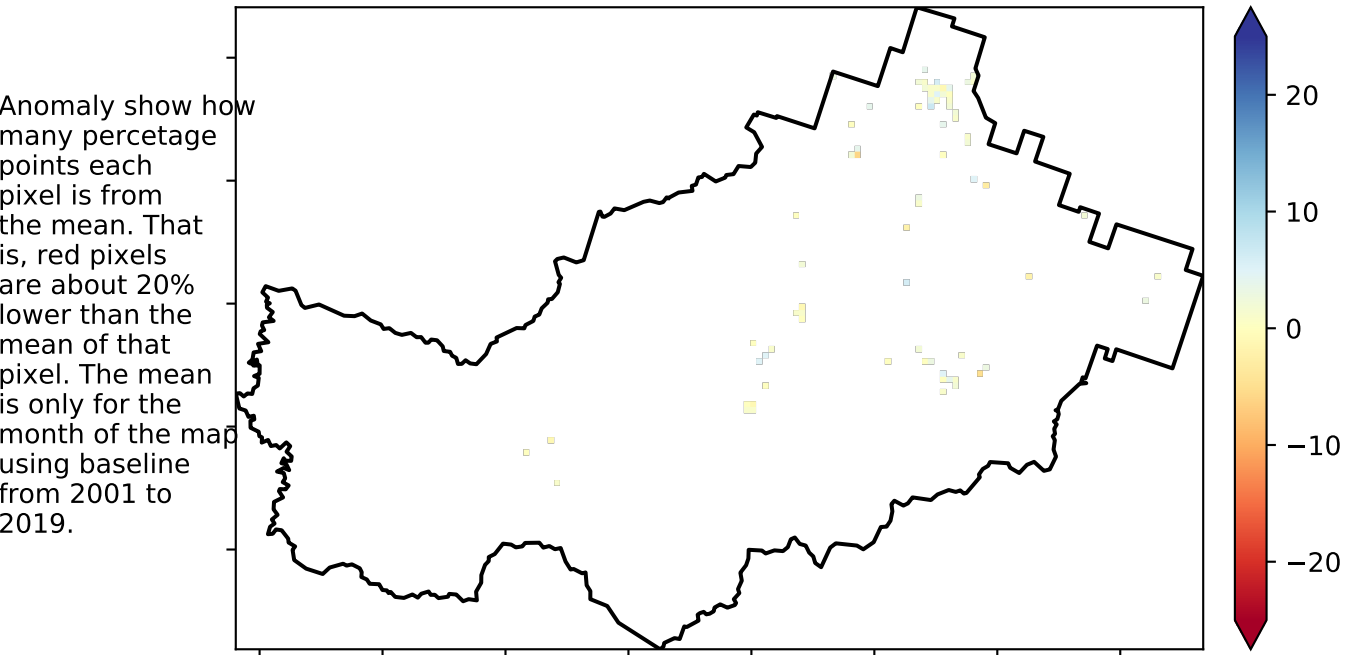 Anomaly show how
many percetage
points each
pixel is from
the mean. That
is, red pixels
are about 20%
lower than the
mean of that
pixel. The mean
is only for the
month of the map
using baseline
from 2001 to
2019.
20
10
0
−10
−20